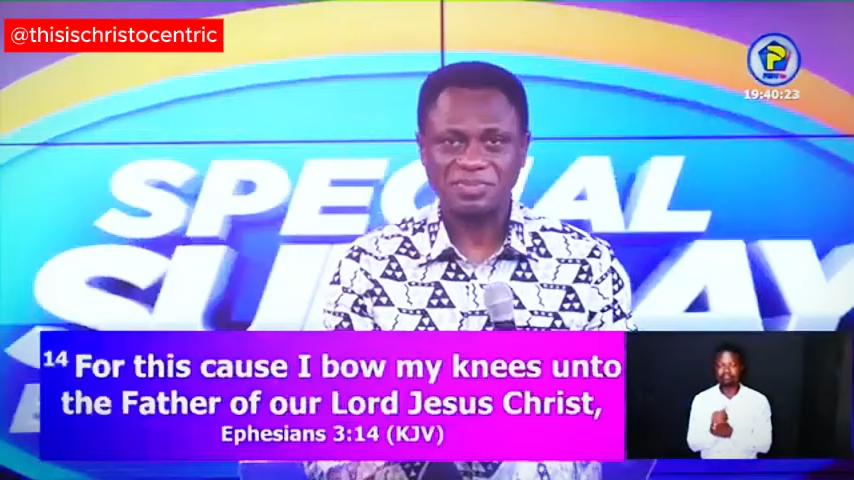 @thisischristocentric
19:40:23
SPECIAL
14 For this cause I bow my knees unto
the Father of our Lord Jesus Christ,
Ephesians 3:14 (KJV)